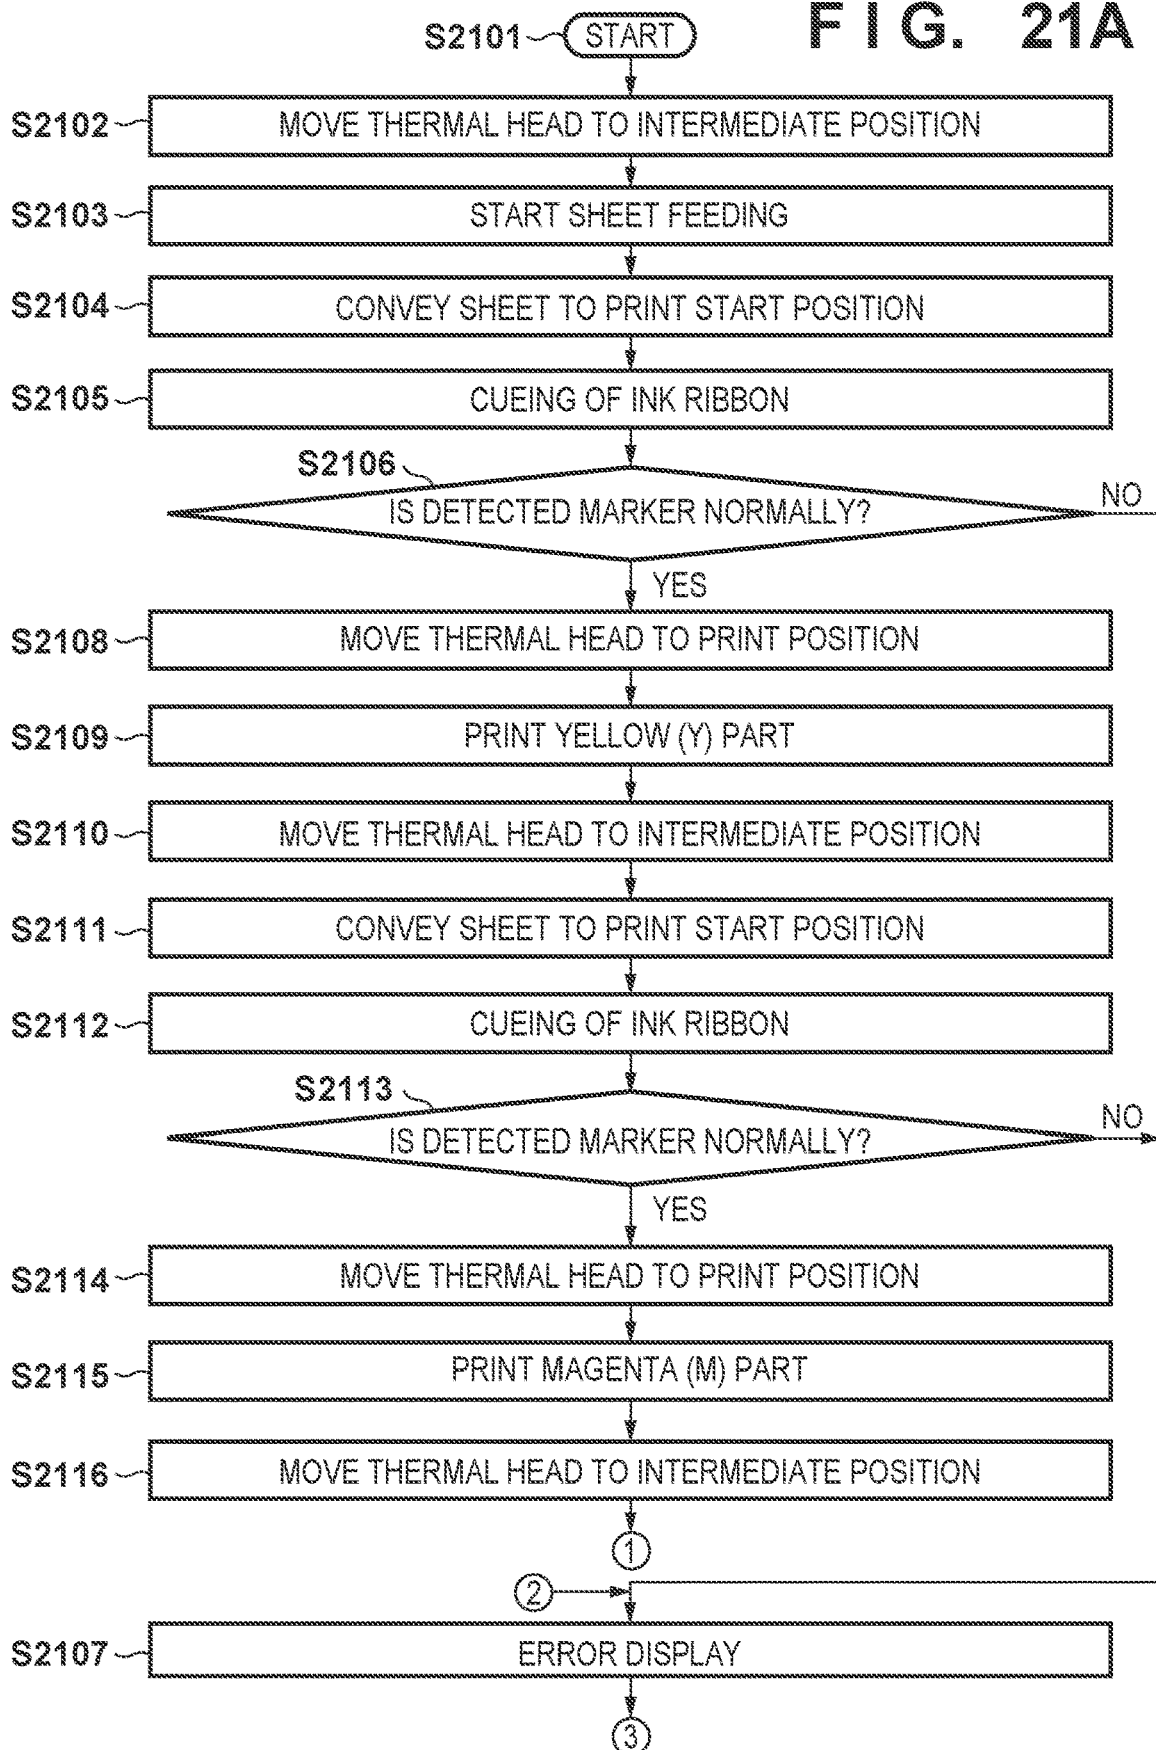 FIG. 21A
S2101 START
S2102 MOVE THERMAL HEAD TO INTERMEDIATE POSITION
S2103 START SHEET FEEDING
S2104 CONVEY SHEET TO PRINT START POSITION
S2105 CUEING OF INK RIBBON
S2106
IS DETECTED MARKER NORMALLY? NO
YES
S2108 MOVE THERMAL HEAD TO PRINT POSITION
S2109 PRINT YELLOW (Y) PART
S2110 MOVE THERMAL HEAD TO INTERMEDIATE POSITION
S2111 CONVEY SHEET TO PRINT START POSITION
S2112 CUEING OF INK RIBBON
S2113
IS DETECTED MARKER NORMALLY? NO
YES
S2114 MOVE THERMAL HEAD TO PRINT POSITION
S2115 PRINT MAGENTA (M) PART
S2116 MOVE THERMAL HEAD TO INTERMEDIATE POSITION
1
2
S2107 ERROR DISPLAY
3